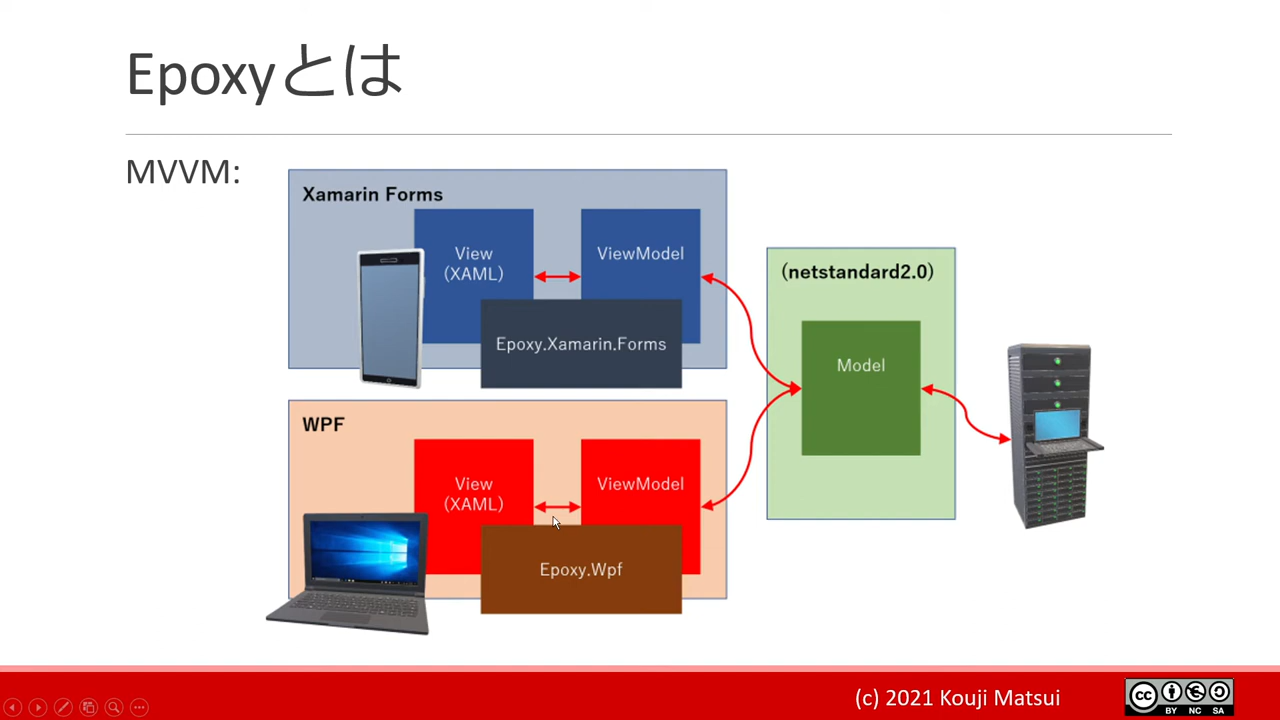 Epoxyとは
MVVM:
Xamarin Forms
View
(XAML)
ViewModel
Epoxy.Xamarin.Forms
WPF
View
(XAML)
ViewModel
Epoxy.Wpf
(netstandard2.0)
Model
(c) 2021 Kouji Matsui
cc
BY NC SA